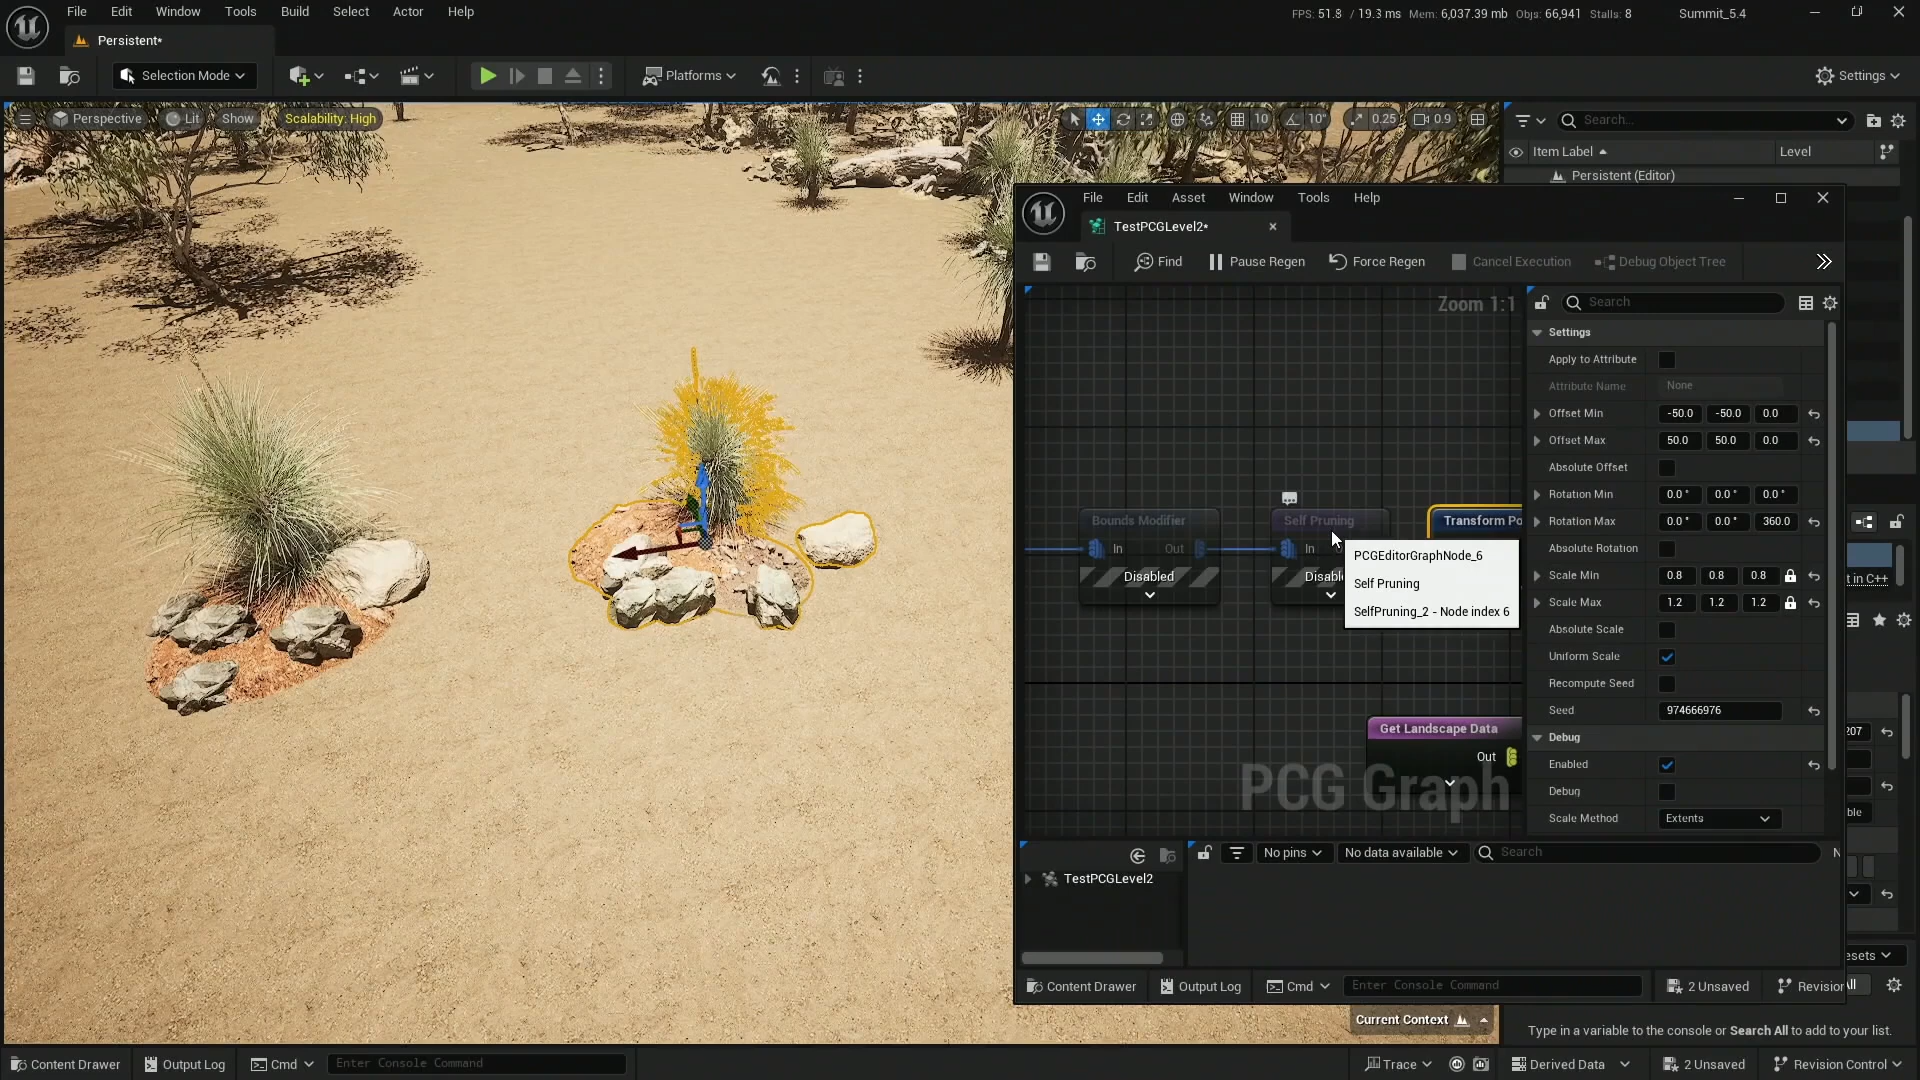 File Edit Window Tools Build Select Actor Help
FPS: 51.8 / 19.3 ms Mem: 6,037.39 mb Objs: 66,941 Stalls: 8 Summit_5.4
Persistent*
Selection Mode
Platforms
Settings
Perspective Lit Show Scalability: High
10 10° 0.25 0.9
Search...
Item Label Level
Persistent (Editor)
File Edit Asset Window Tools Help
TestPCGLevel2*
Find Pause Regen Force Regen Cancel Execution Debug Object Tree
Zoom 1:1
Search
Settings
Apply to Attribute
Attribute Name None
Offset Min -50.0 -50.0 0.0
Offset Max 50.0 50.0 0.0
Absolute Offset
Rotation Min 0.0 ° 0.0 ° 0.0 °
Rotation Max 0.0 ° 0.0 ° 360.0
Absolute Rotation
Scale Min 0.8 0.8 0.8
Scale Max 1.2 1.2 1.2
Absolute Scale
Uniform Scale
Recompute Seed
Seed 974666976
Debug
Enabled
Debug
Scale Method Extents
Bounds Modifier
In Out
Disabled
Self Pruning
In
Disabl
Transform Po
PCGEditorGraphNode_6
Self Pruning
SelfPruning_2 - Node index 6
Get Landscape Data
Out
PCG Graph
t in C++
207
ble
TestPCGLevel2
No pins No data available Search N
Content Drawer Output Log Cmd Enter Console Command 2 Unsaved Revision
esets
ll
Current Context
Type in a variable to the console or Search All to add to your list.
Content Drawer Output Log Cmd Enter Console Command Trace Derived Data 2 Unsaved Revision Control